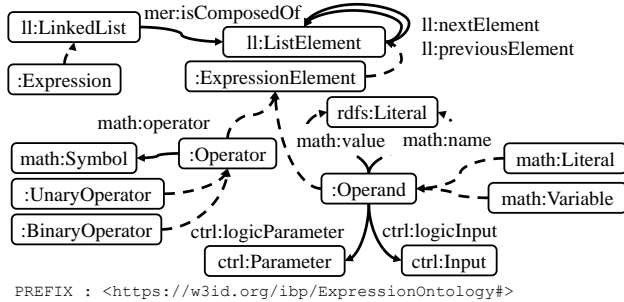 ll:LinkedList
mer:isComposedOf
ll:ListElement
ll:nextElement
ll:previousElement
:Expression
:ExpressionElement
rdfs:Literal
math:operator
math:value
math:name
math:Symbol
:Operator
math:Literal
:UnaryOperator
:Operand
math:Variable
:BinaryOperator
ctrl:logicParameter
ctrl:logicInput
ctrl:Parameter
ctrl:Input
PREFIX : <https://w3id.org/ibp/ExpressionOntology#>